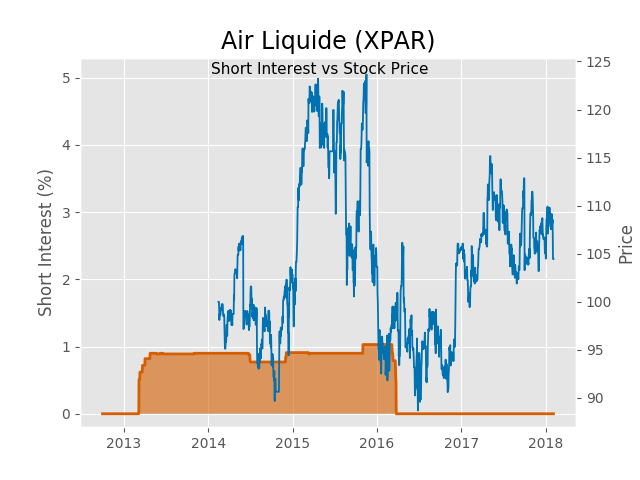 Air Liquide (XPAR)
Short Interest vs Stock Price
Short Interest (%)
5
4
3
2
1
0
125
120
115
110
105
100
95
90
Price
2013 2014 2015 2016 2017 2018